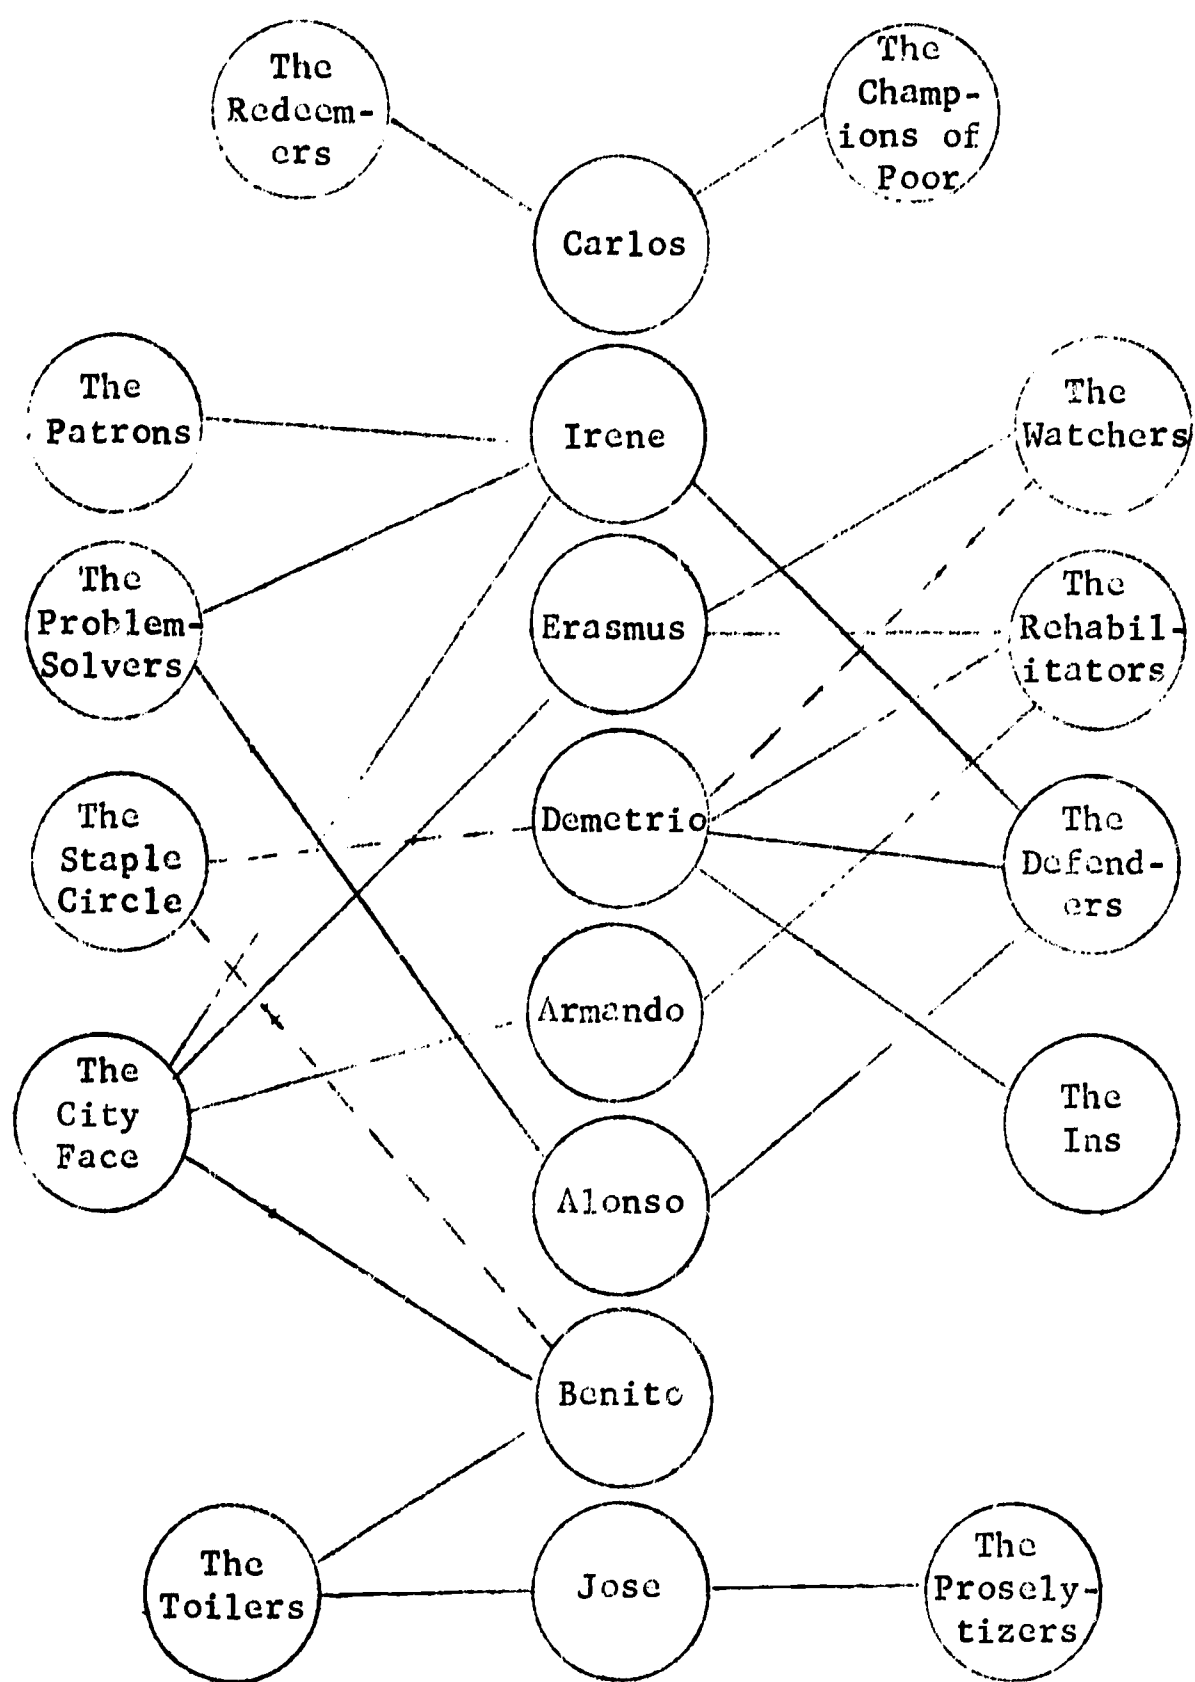 The
Redeem-
ers
The
Champ-
ions of
Poor
Carlos
The
Patrons
Irene
The
Watchers
The
Problem-
Solvers
Erasmus
The
Rehabil-
itators
The
Staple
Circle
Demetrio
The
Defend-
ers
The
City
Face
Armando
The
Ins
Alonso
Benito
The
Toilers
Jose
The
Prosely-
tizers